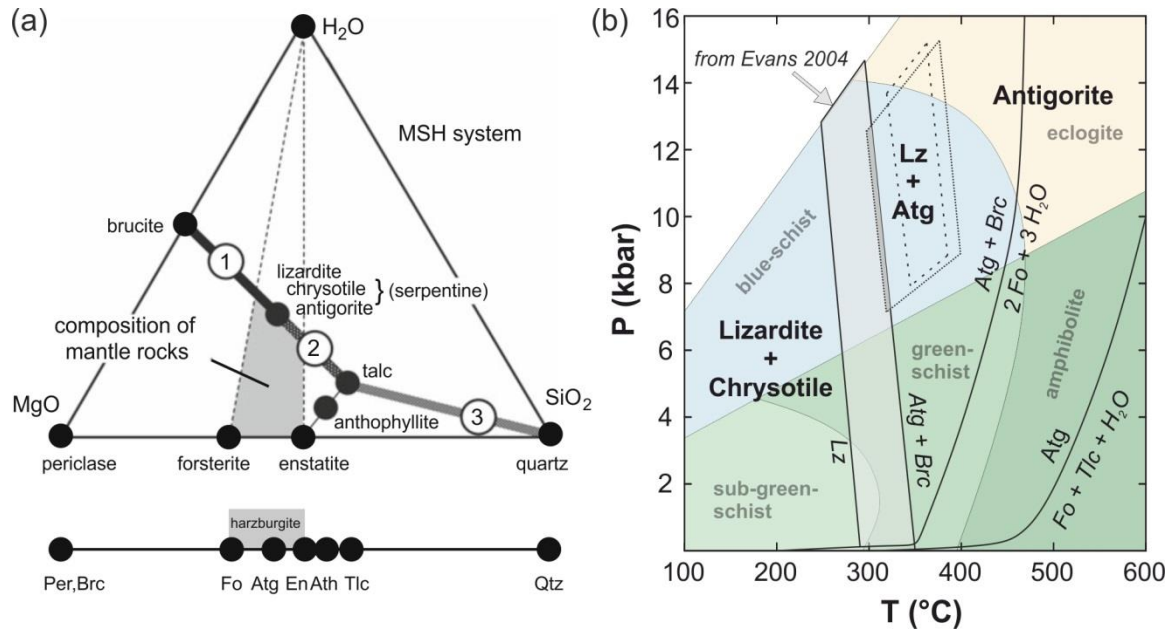 (a)
H₂O
MSH system
brucite
1
lizardite
chrysotile
antigorite
} (serpentine)
composition of
mantle rocks
2
talc
MgO
SiO₂
anthophyllite
3
periclase
forsterite
enstatite
quartz
harzburgite
Per,Brc
Fo
Atg
En
Ath
Tlc
Qtz
(b)
16
14
12
10
8
6
4
2
P (kbar)
from Evans 2004
Antigorite
eclogite
Lz
+
Atg
blue-schist
Atg + Brc
2 Fo + 3 H₂O
Lizardite
+
Chrysotile
green-
schist
amphibolite
Lz
Atg + Brc
Atg
Fo + Tlc + H₂O
sub-green-
schist
100
200
300
400
500
600
T (°C)